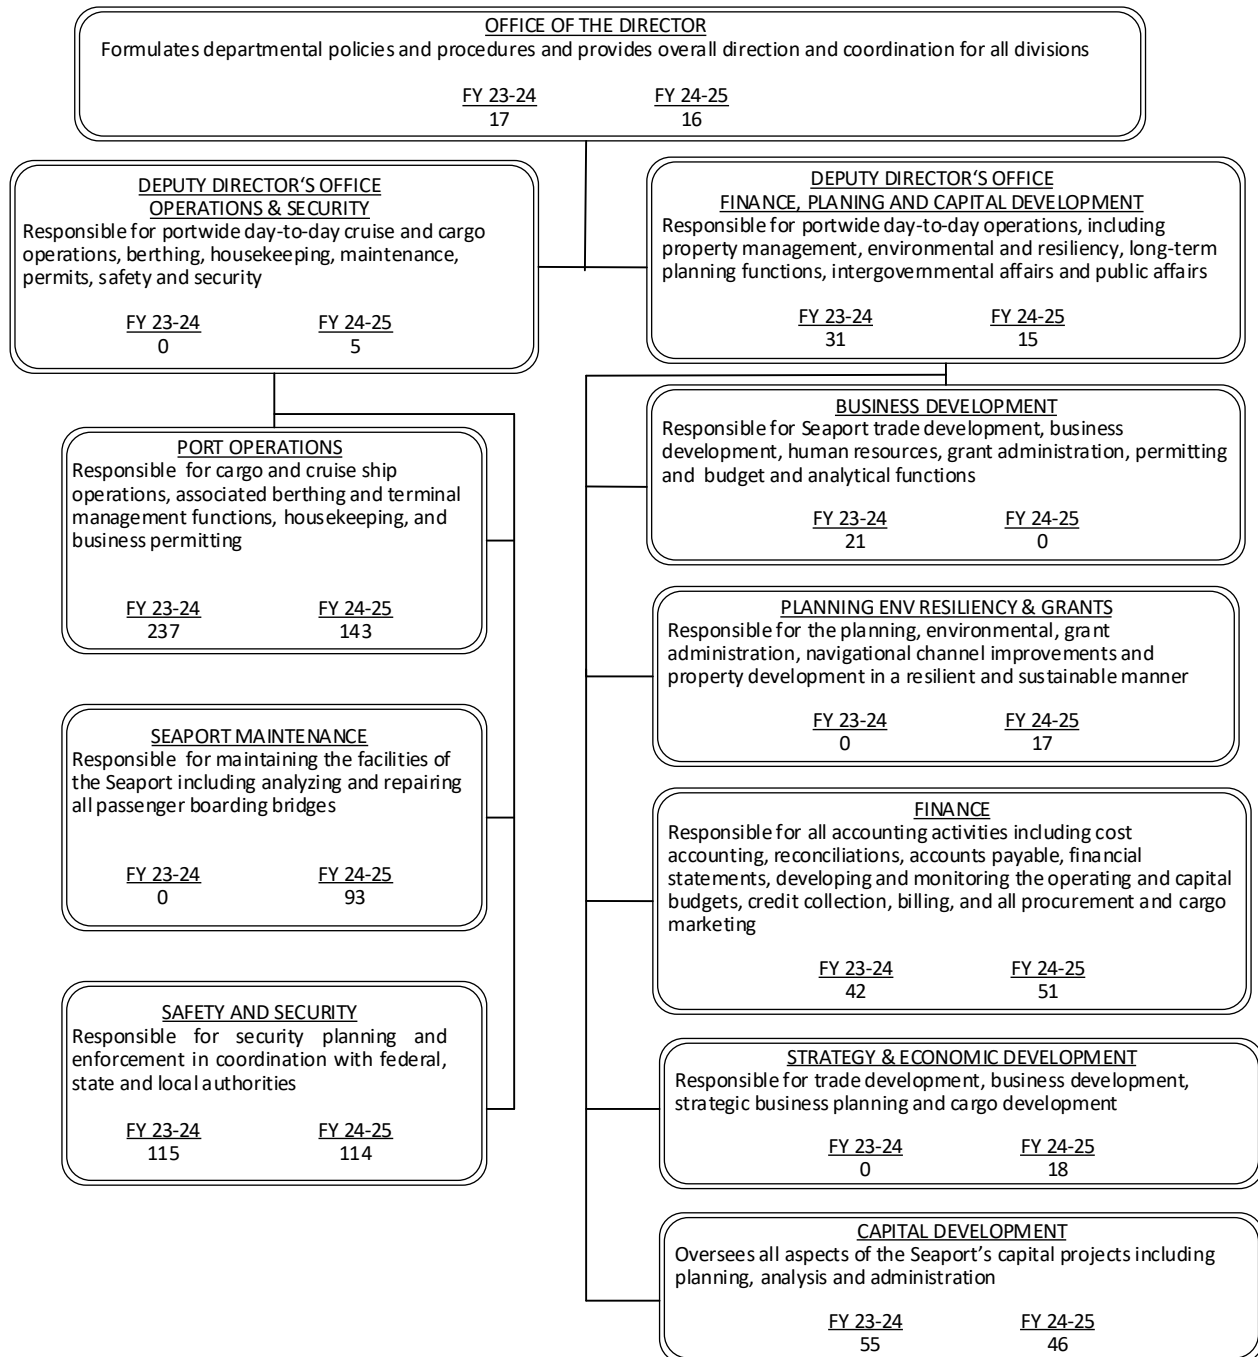 OFFICE OF THE DIRECTOR
Formulates departmental policies and procedures and provides overall direction and coordination for all divisions
FY 23-24 FY 24-25
17 16
DEPUTY DIRECTOR‘S OFFICE
OPERATIONS & SECURITY
Responsible for portwide day-to-day cruise and cargo
operations, berthing, housekeeping, maintenance,
permits, safety and security
FY 23-24 FY 24-25
0 5
DEPUTY DIRECTOR‘S OFFICE
FINANCE, PLANING AND CAPITAL DEVELOPMENT
Responsible for portwide day-to-day operations, including
property management, environmental and resiliency, long-term
planning functions, intergovernmental affairs and public affairs
FY 23-24 FY 24-25
31 15
PORT OPERATIONS
Responsible for cargo and cruise ship
operations, associated berthing and terminal
management functions, housekeeping, and
business permitting
FY 23-24 FY 24-25
237 143
SEAPORT MAINTENANCE
Responsible for maintaining the facilities of
the Seaport including analyzing and repairing
all passenger boarding bridges
FY 23-24 FY 24-25
0 93
SAFETY AND SECURITY
Responsible for security planning and
enforcement in coordination with federal,
state and local authorities
FY 23-24 FY 24-25
115 114
BUSINESS DEVELOPMENT
Responsible for Seaport trade development, business
development, human resources, grant administration, permitting
and budget and analytical functions
FY 23-24 FY 24-25
21 0
PLANNING ENV RESILIENCY & GRANTS
Responsible for the planning, environmental, grant
administration, navigational channel improvements and
property development in a resilient and sustainable manner
FY 23-24 FY 24-25
0 17
FINANCE
Responsible for all accounting activities including cost
accounting, reconciliations, accounts payable, financial
statements, developing and monitoring the operating and capital
budgets, credit collection, billing, and all procurement and cargo
marketing
FY 23-24 FY 24-25
42 51
STRATEGY & ECONOMIC DEVELOPMENT
Responsible for trade development, business development,
strategic business planning and cargo development
FY 23-24 FY 24-25
0 18
CAPITAL DEVELOPMENT
Oversees all aspects of the Seaport’s capital projects including
planning, analysis and administration
FY 23-24 FY 24-25
55 46